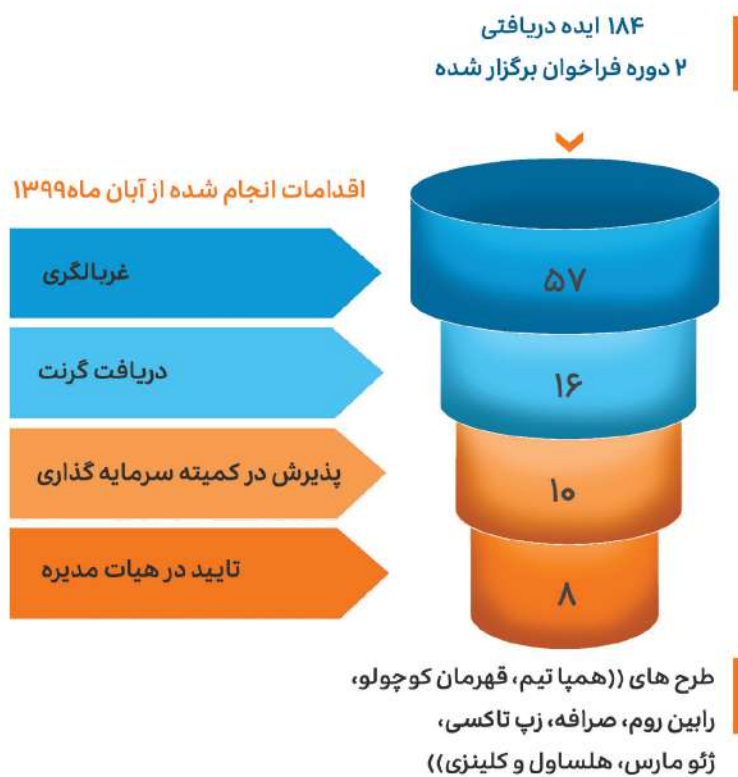 ۱۸۴ ایده دریافتی
۲ دوره فراخوان برگزار شده
اقدامات انجام شده از آبان ماه۱۳۹۹
غربالگری
۵۷
دریافت گرنت
۱۶
پذیرش در کمیته سرمایه گذاری
۱۰
تایید در هیات مدیره
۸
طرح های ((همپا تیم، قهرمان کوچولو،
رابین روم، صرافه، زپ تاکسی،
ژئو مارس، هلساول و کلینزی))